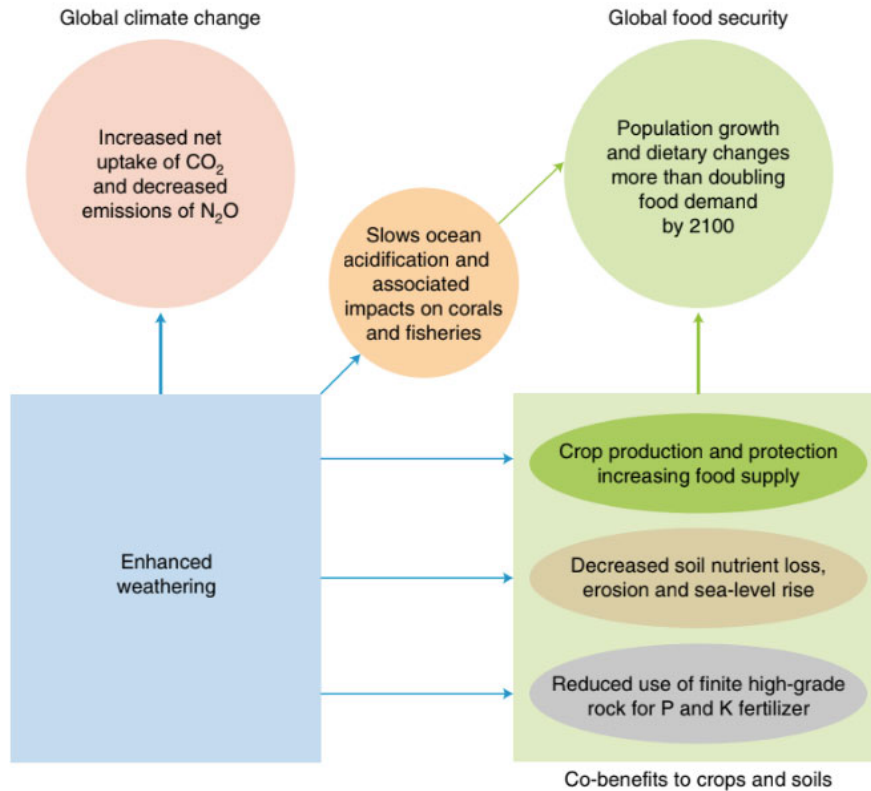 Global climate change
Global food security
Increased net
uptake of CO₂
and decreased
emissions of N₂O
Population growth
and dietary changes
more than doubling
food demand
by 2100
Slows ocean
acidification and
associated
impacts on corals
and fisheries
Enhanced
weathering
Crop production and protection
increasing food supply
Decreased soil nutrient loss,
erosion and sea-level rise
Reduced use of finite high-grade
rock for P and K fertilizer
Co-benefits to crops and soils